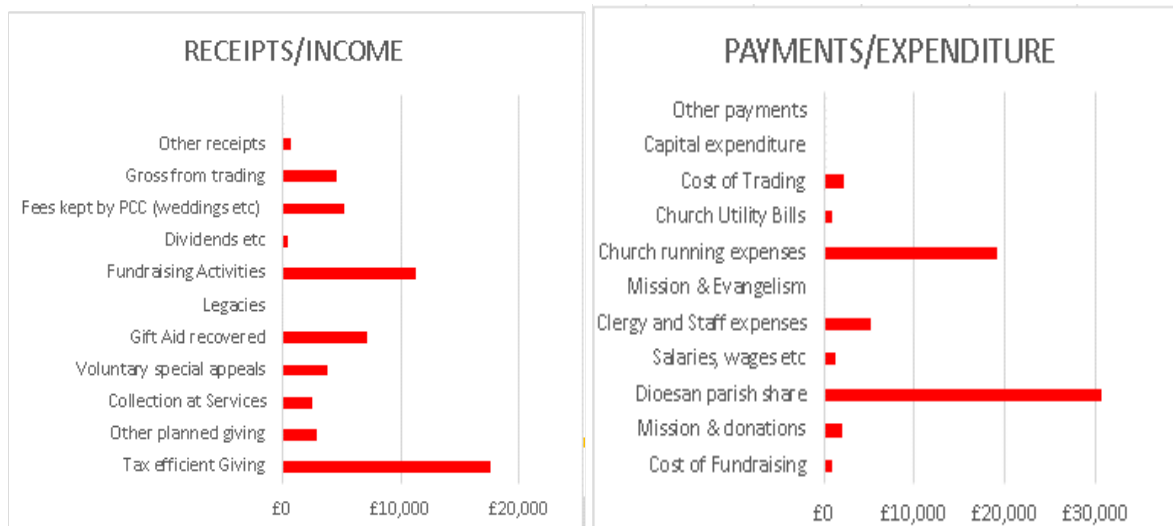 RECEIPTS/INCOME
Other receipts
Gross from trading
Fees kept by PCC (weddings etc)
Dividends etc
Fundraising Activities
Legacies
Gift Aid recovered
Voluntary special appeals
Collection at Services
Other planned giving
Tax efficient Giving
£0 £10,000 £20,000
PAYMENTS/EXPENDITURE
Other payments
Capital expenditure
Cost of Trading
Church Utility Bills
Church running expenses
Mission & Evangelism
Clergy and Staff expenses
Salaries, wages etc
Dioesan parish share
Mission & donations
Cost of Fundraising
£0 £10,000 £20,000 £30,000